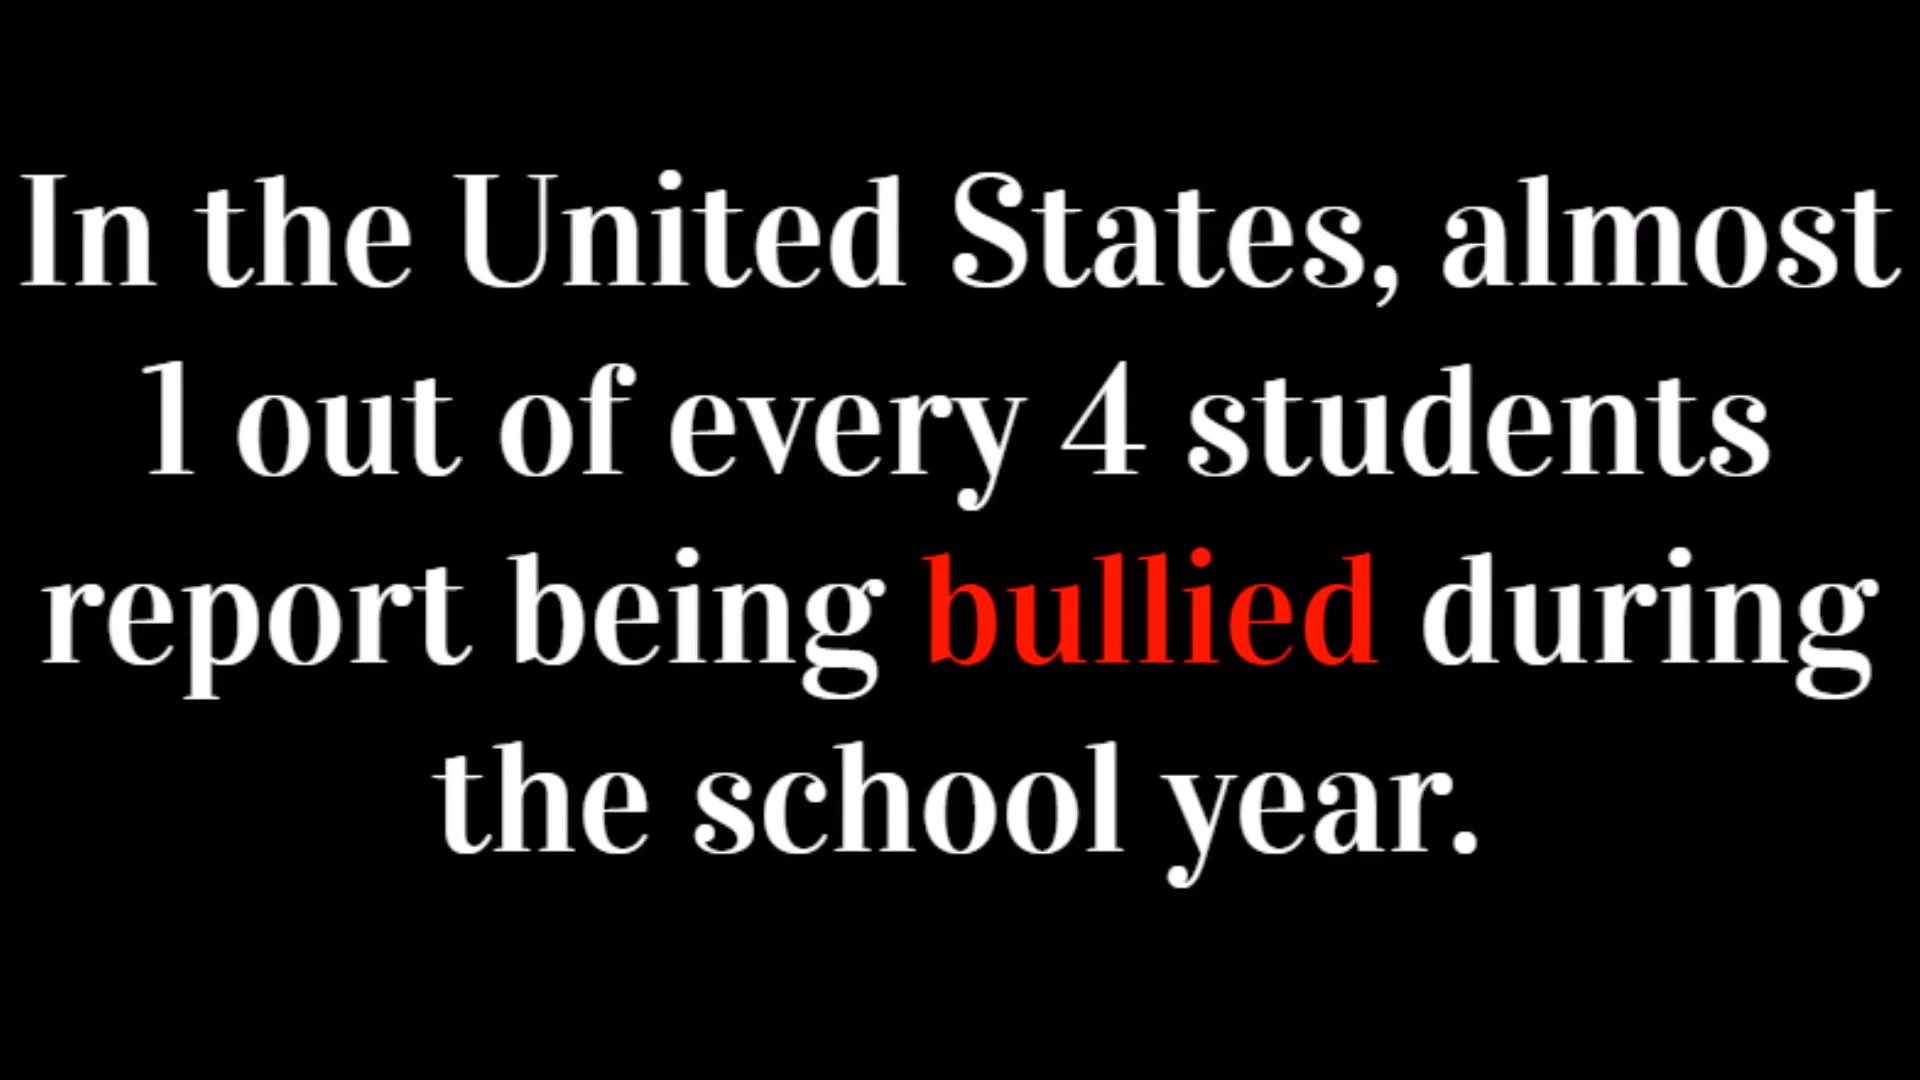 In the United States, almost
1 out of every 4 students
report being bullied during
the school year.